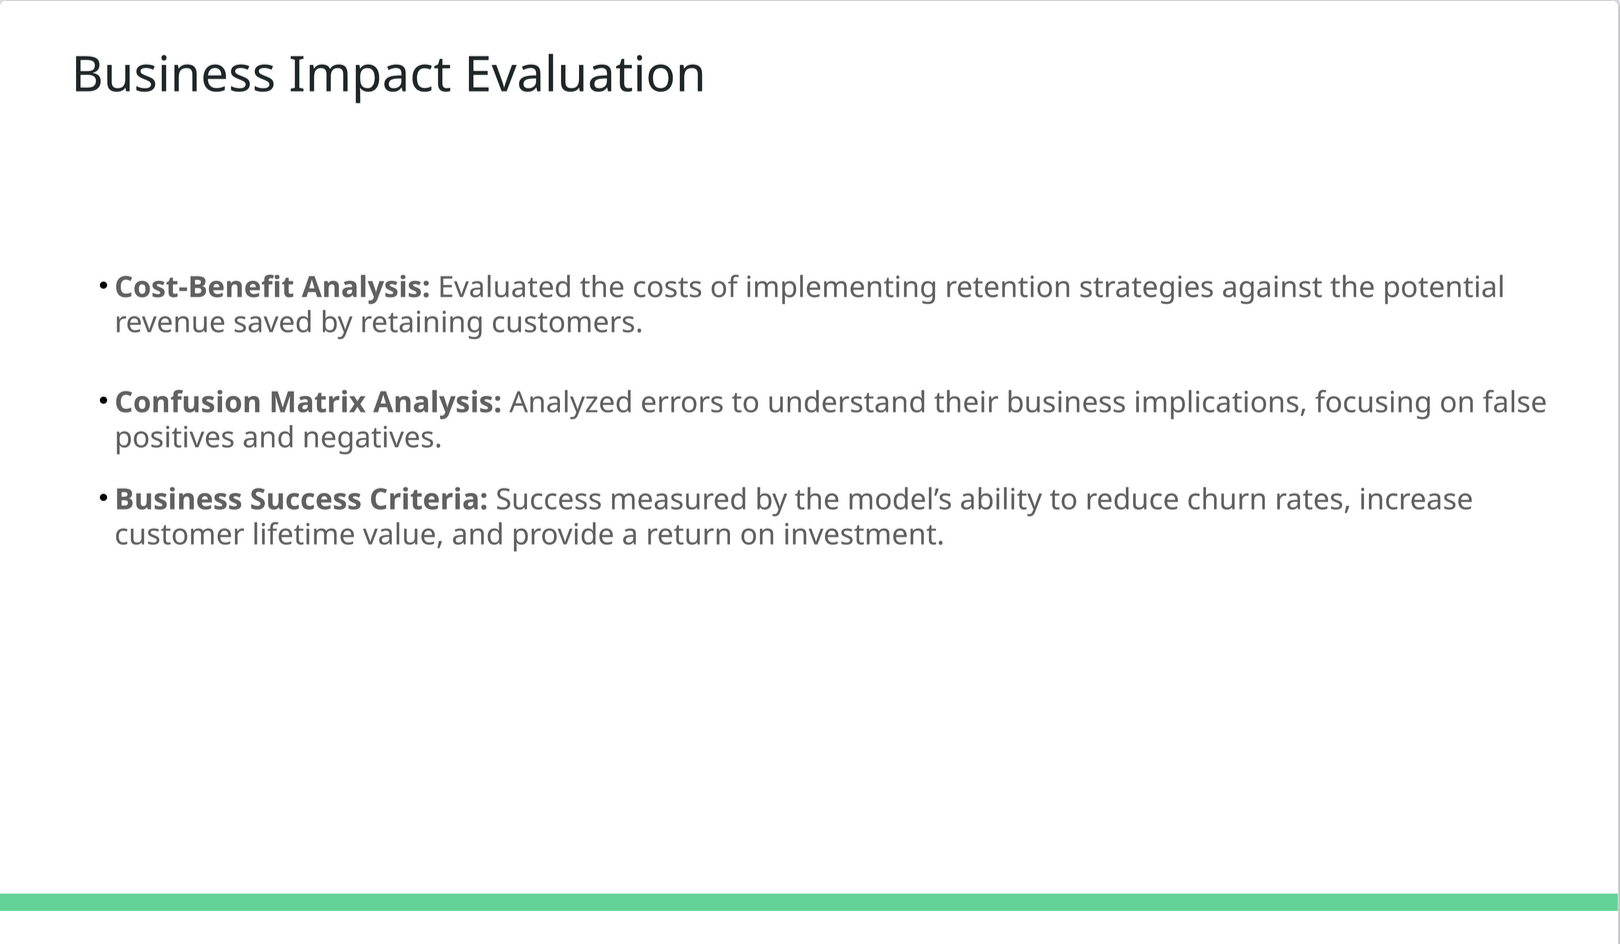 Business Impact Evaluation
• Cost-Benefit Analysis: Evaluated the costs of implementing retention strategies against the potential
revenue saved by retaining customers.
• Confusion Matrix Analysis: Analyzed errors to understand their business implications, focusing on false
positives and negatives.
• Business Success Criteria: Success measured by the model’s ability to reduce churn rates, increase
customer lifetime value, and provide a return on investment.